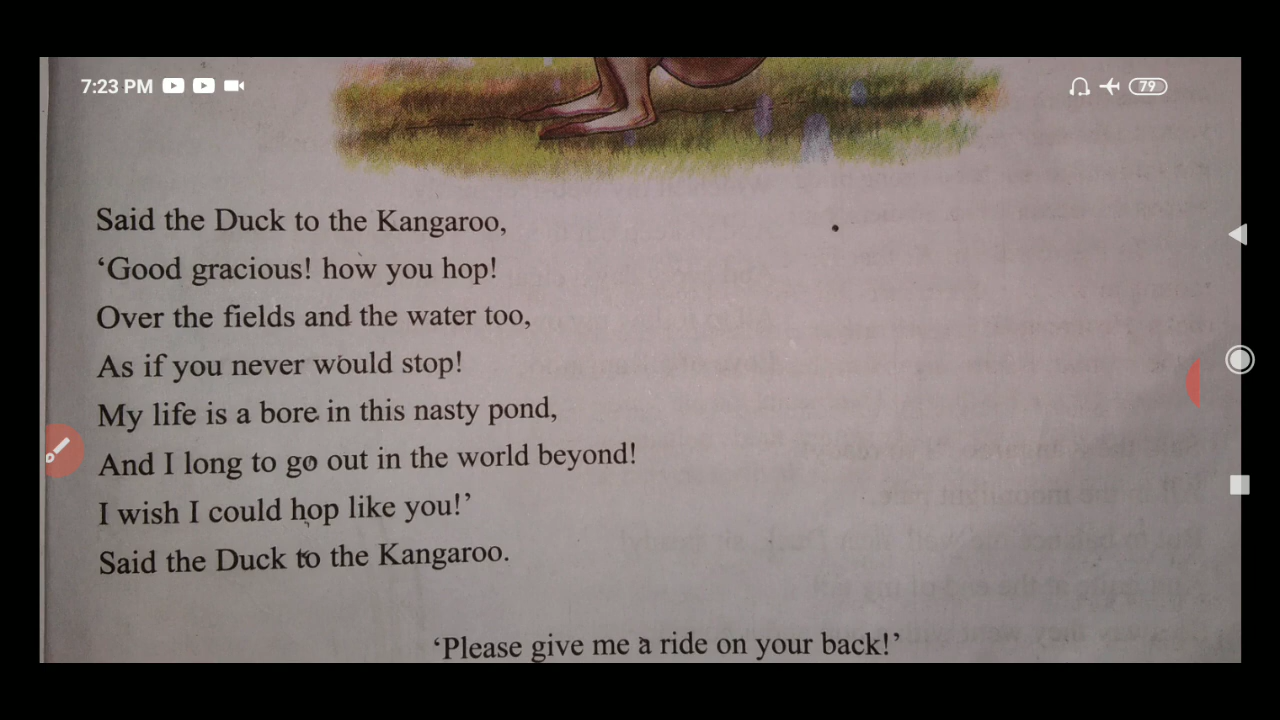 7:23 PM
79
Said the Duck to the Kangaroo,
‘Good gracious! how you hop!
Over the fields and the water too,
As if you never would stop!
My life is a bore in this nasty pond,
And I long to go out in the world beyond!
I wish I could hop like you!’
Said the Duck to the Kangaroo.
‘Please give me a ride on your back!’